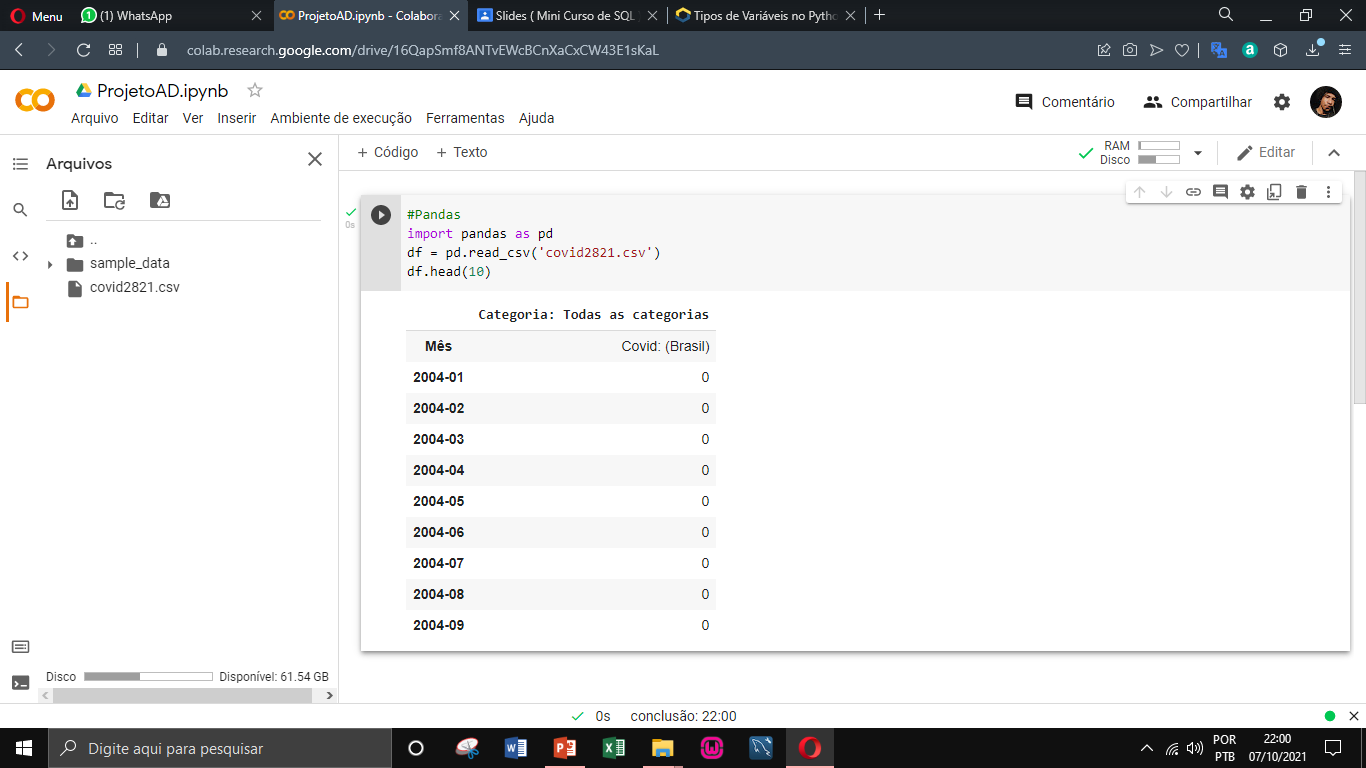 Menu
(1) WhatsApp
ProjetoAD.ipynb - Colabora
Slides ( Mini Curso de SQL
Tipos de Variáveis no Pytho
colab.research.google.com/drive/16QapSmf8ANTvEWcBCnXaCxCW43E1sKaL
ProjetoAD.ipynb
Comentário
Compartilhar
Arquivo Editar Ver Inserir Ambiente de execução Ferramentas Ajuda
Arquivos
+ Código + Texto
RAM
Disco
Editar
..
sample_data
covid2821.csv
0s
#Pandas
import pandas as pd
df = pd.read_csv('covid2821.csv')
df.head(10)
Categoria: Todas as categorias
Mês Covid: (Brasil)
2004-01 0
2004-02 0
2004-03 0
2004-04 0
2004-05 0
2004-06 0
2004-07 0
2004-08 0
2004-09 0
Disco Disponível: 61.54 GB
0s conclusão: 22:00
Digite aqui para pesquisar
POR
PTB
22:00
07/10/2021